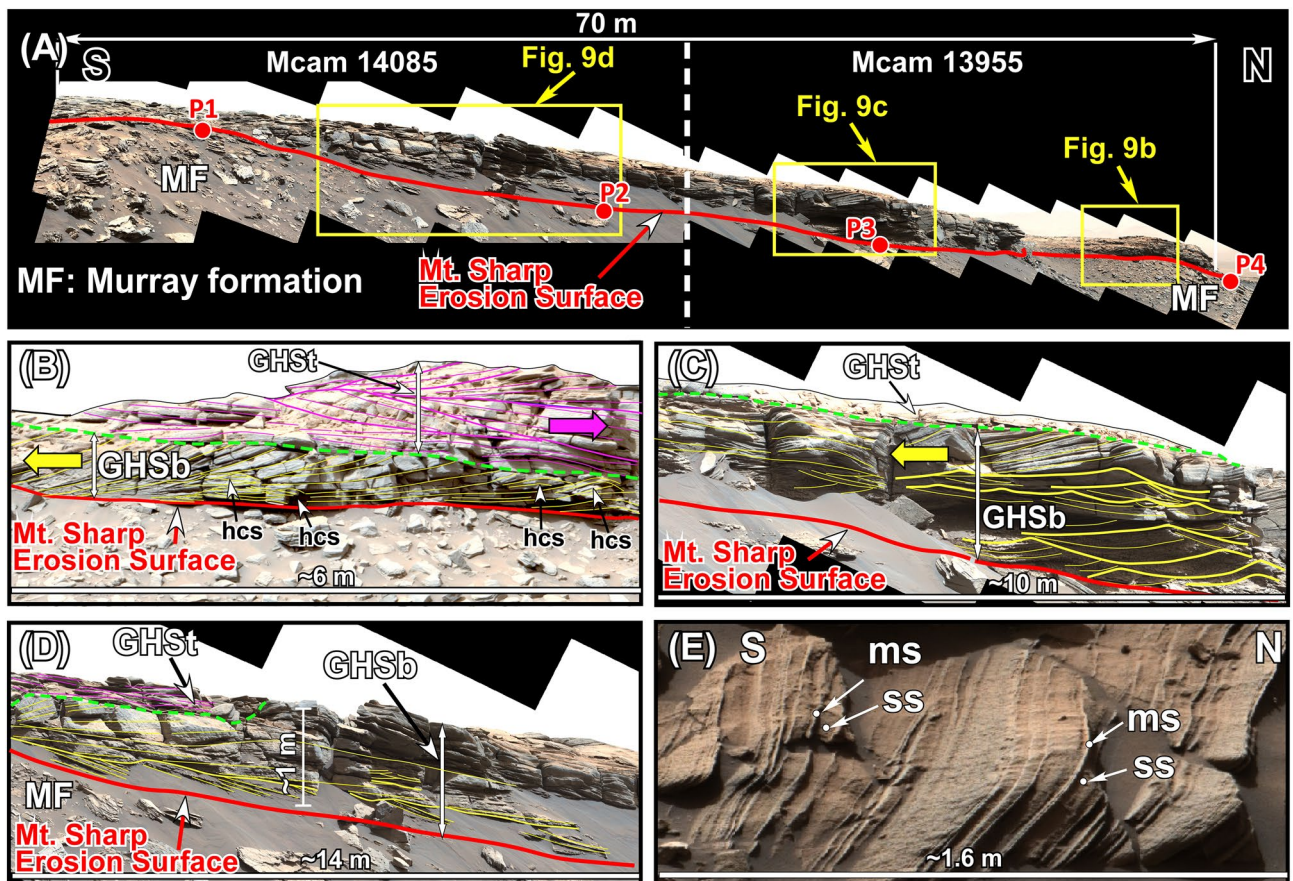 (A)
70 m
S
Mcam 14085
Fig. 9d
Mcam 13955
Fig. 9c
Fig. 9b
N
P1
MF
P2
P3
P4
MF
MF: Murray formation
Mt. Sharp
Erosion Surface
(B)
GHSt
GHSb
hcs
hcs
hcs
hcs
Mt. Sharp
Erosion Surface
~6 m
(C)
GHSt
GHSb
Mt. Sharp
Erosion Surface
~10 m
(D)
GHSt
GHSb
~1 m
MF
Mt. Sharp
Erosion Surface
~14 m
(E)
S
ms
N
ss
ms
ss
~1.6 m